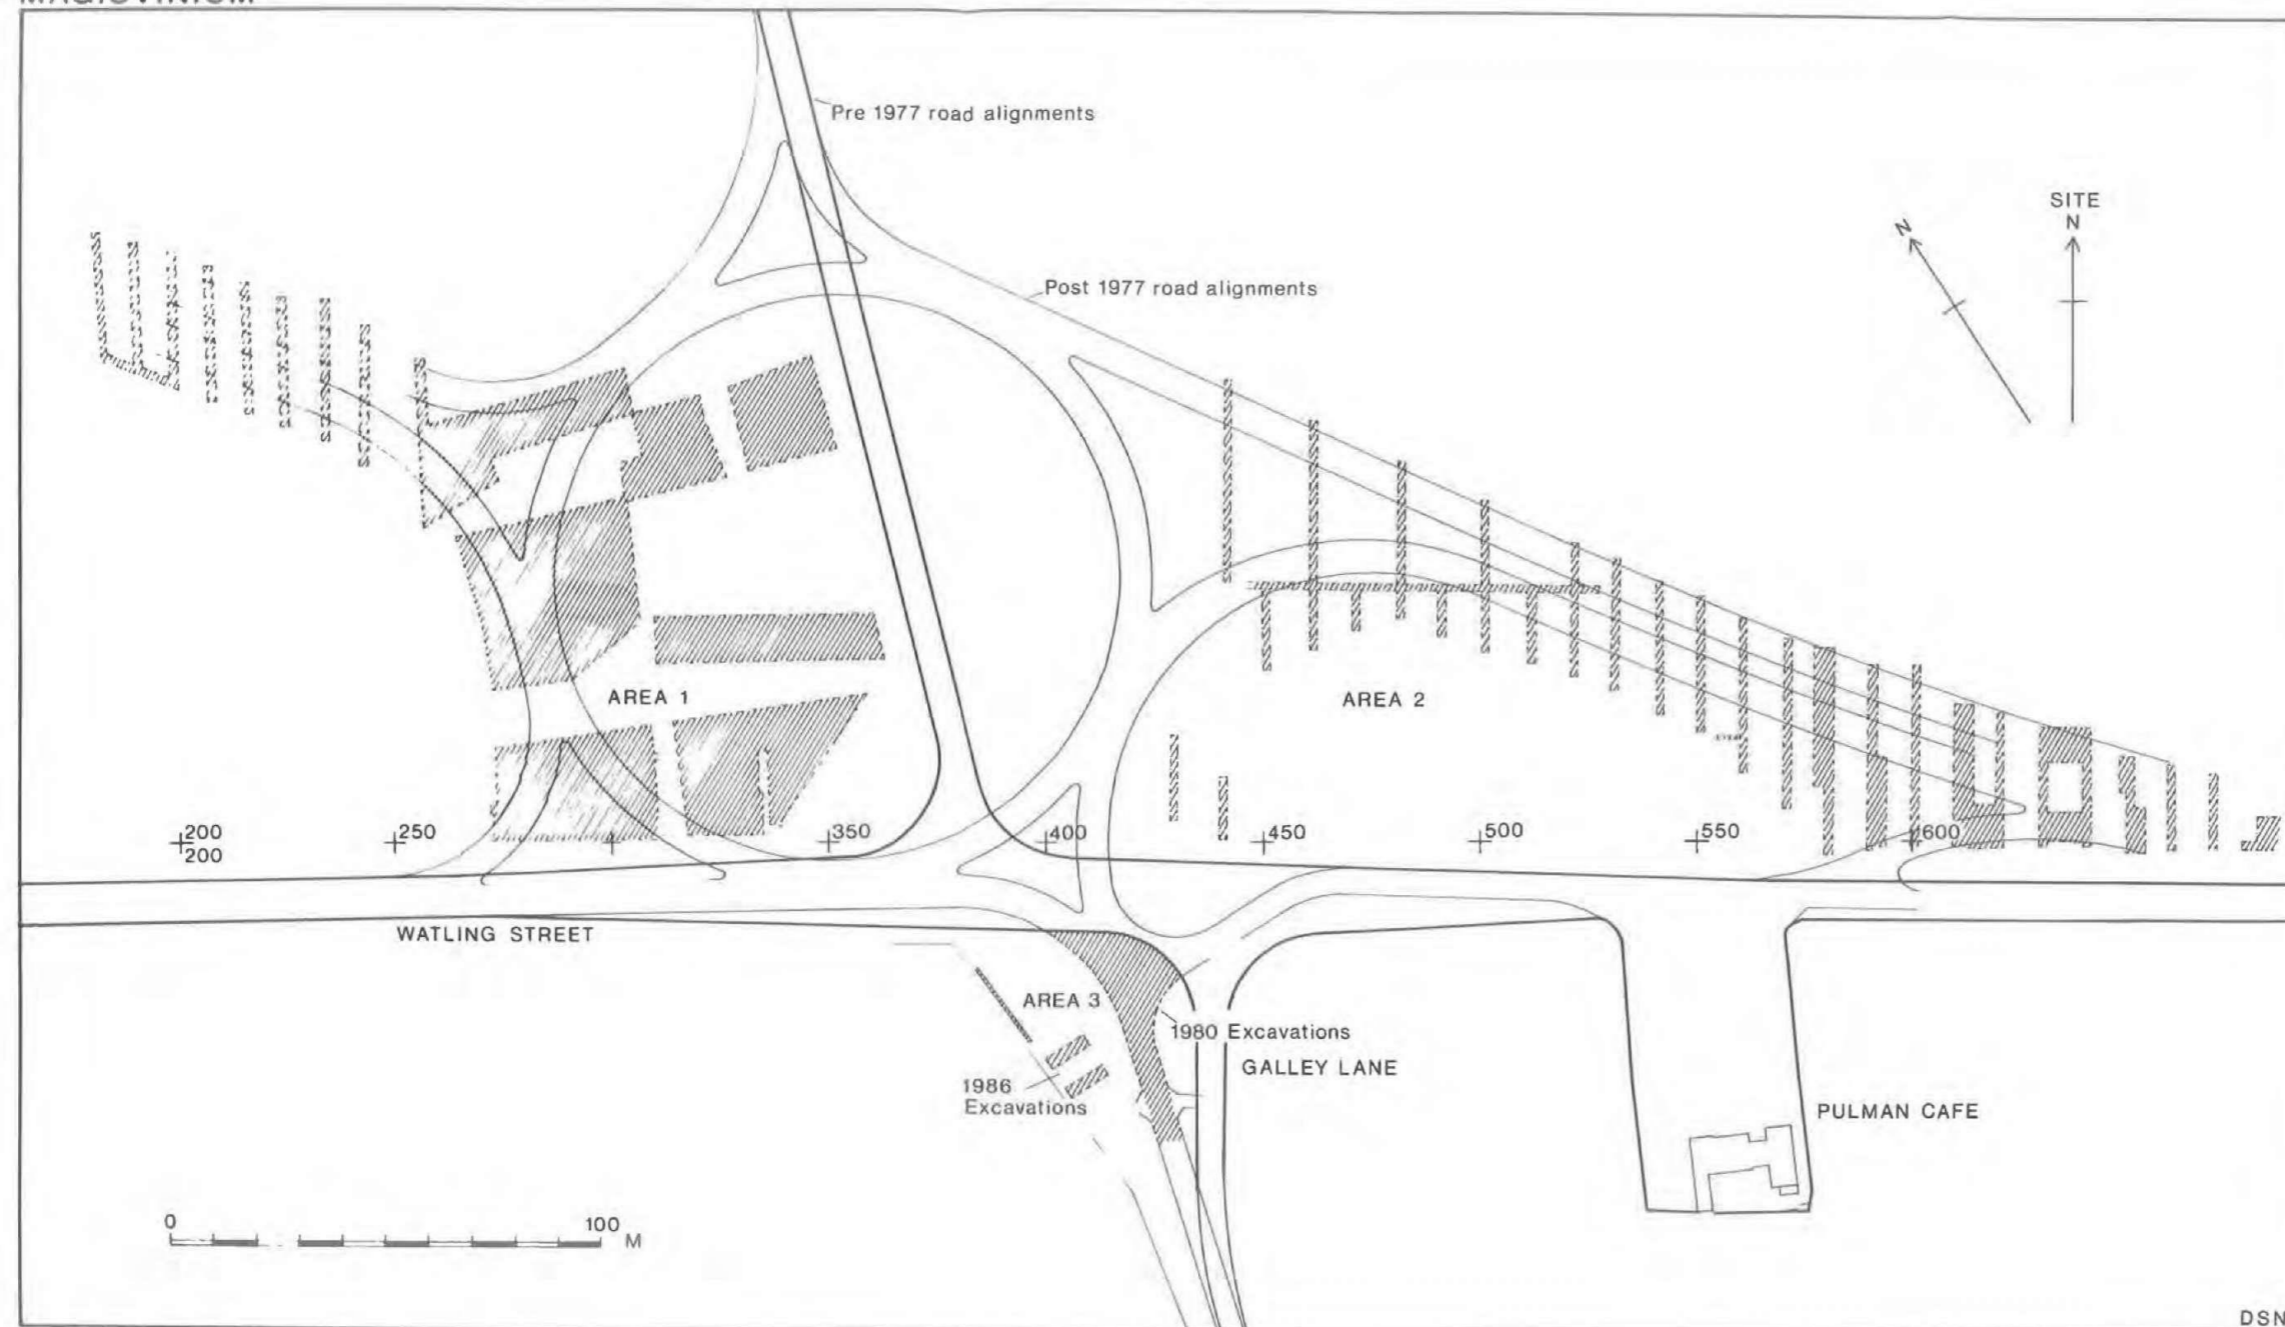 MAGIOVINIUM
Pre 1977 road alignments
SITE
N
N
Post 1977 road alignments
AREA 1
AREA 2
200
200
250
350
400
450
500
550
600
WATLING STREET
AREA 3
1980 Excavations
GALLEY LANE
1986
Excavations
PULMAN CAFE
0
100
M
DSN